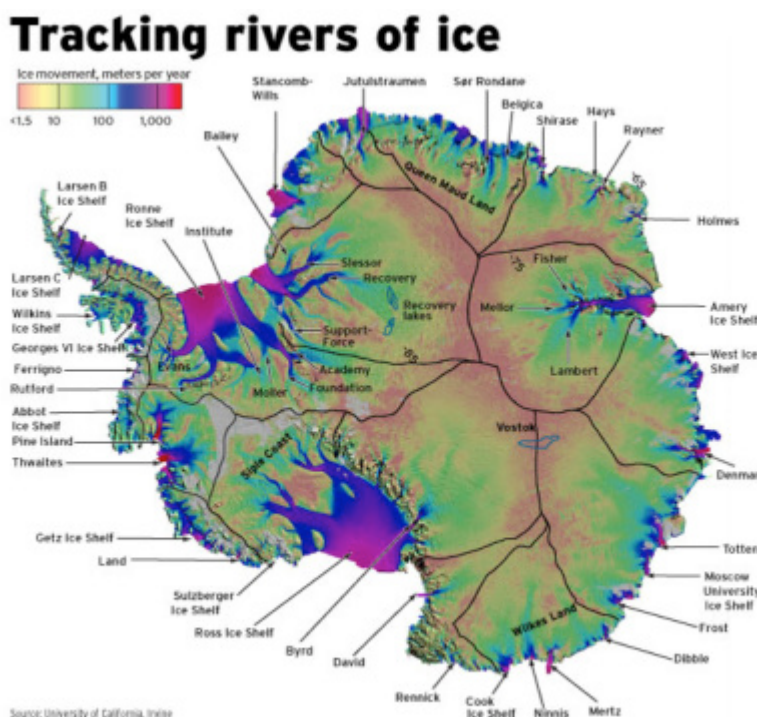 Tracking rivers of ice
Ice movement, meters per year
<1.5 10 100 1,000
Stancomb-
Wills
Jutulstraumen
Sør Rondane
Belgica
Shirase
Hays
Rayner
Bailey
Queen Maud Land
Holmes
Larsen B
Ice Shelf
Ronne
Ice Shelf
Institute
Slessor
Recovery
Recovery
lakes
-75
Fisher
Mellor
Lambert
Amery
Ice Shelf
Larsen C
Ice Shelf
Wilkins
Ice Shelf
Georges VI Ice Shelf
Ferrigno
Evans
Rutford
Support-
Force
Academy
Foundation
Moller
West Ice
Shelf
Abbot
Ice Shelf
Pine Island
Thwaites
Siple Coast
Vostok
Denman
Getz Ice Shelf
Land
Sulzberger
Ice Shelf
Ross Ice Shelf
Byrd
David
Rennick
Cook
Ice Shelf
Ninnis
Mertz
Wilkes Land
Dibble
Frost
Moscow
University
Ice Shelf
Totten
Source: University of California, Irvine